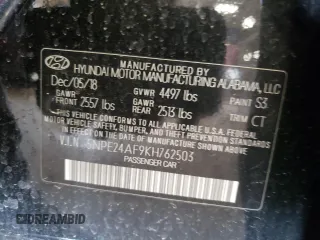 MANUFACTURED BY
HYUNDAI MOTOR MANUFACTURING ALABAMA, LLC
Dec/05/18 GVWR 4497 lbs PAINT S3
GAWR FRONT 2557 lbs GAWR REAR 2513 lbs TRIM CT
THIS VEHICLE CONFORMS TO ALL APPLICABLE FEDERAL
MOTOR VEHICLE SAFETY, BUMPER, AND THEFT PREVENTION
STANDARDS IN EFFECT ON THE DATE OF MANUFACTURE
SHOWN ABOVE.
V.I.N. 5NPE24AF9KH762503
PASSENGER CAR
DREAMBID